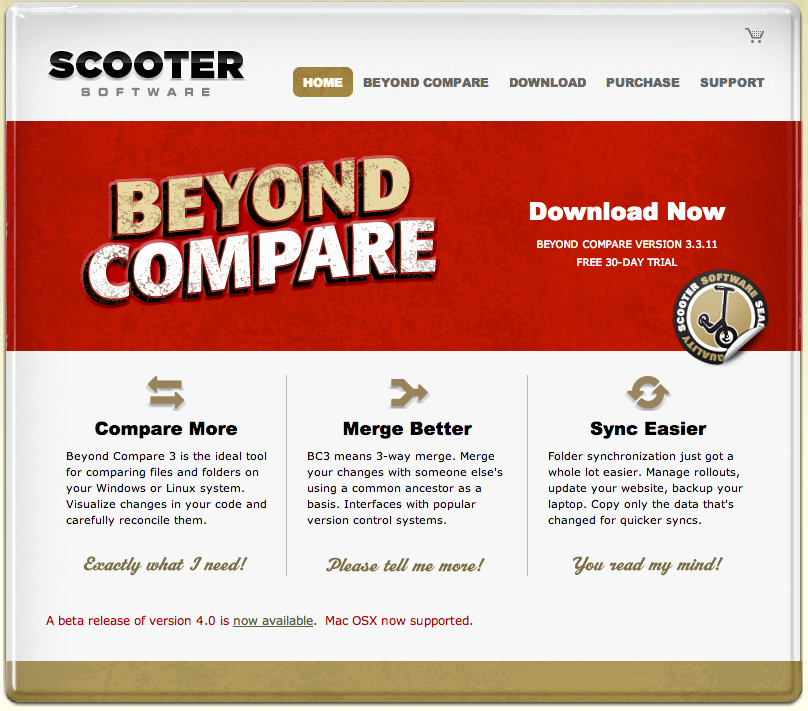 SCOOTER
SOFTWARE
HOME BEYOND COMPARE DOWNLOAD PURCHASE SUPPORT
BEYOND
COMPARE
Download Now
BEYOND COMPARE VERSION 3.3.11
FREE 30-DAY TRIAL
SCOOTER SOFTWARE SEAL
QUALITY
Compare More
Beyond Compare 3 is the ideal tool
for comparing files and folders on
your Windows or Linux system.
Visualize changes in your code and
carefully reconcile them.
Exactly what I need!
Merge Better
BC3 means 3-way merge. Merge
your changes with someone else's
using a common ancestor as a
basis. Interfaces with popular
version control systems.
Please tell me more!
Sync Easier
Folder synchronization just got a
whole lot easier. Manage rollouts,
update your website, backup your
laptop. Copy only the data that's
changed for quicker syncs.
You read my mind!
A beta release of version 4.0 is now available. Mac OSX now supported.